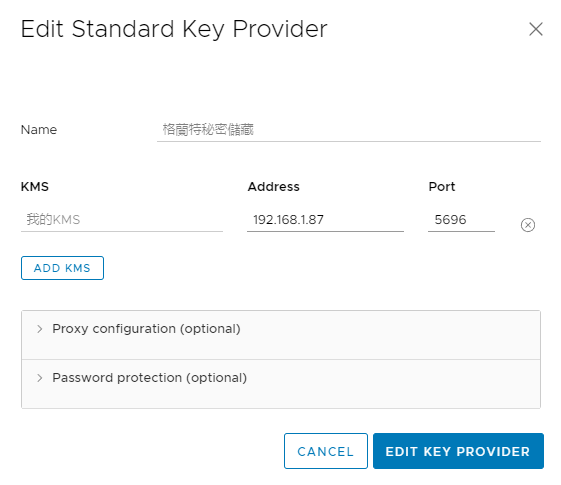 Edit Standard Key Provider
Name 格蘭特秘密儲藏
KMS Address Port
我的KMS 192.168.1.87 5696
ADD KMS
Proxy configuration (optional)
Password protection (optional)
CANCEL EDIT KEY PROVIDER